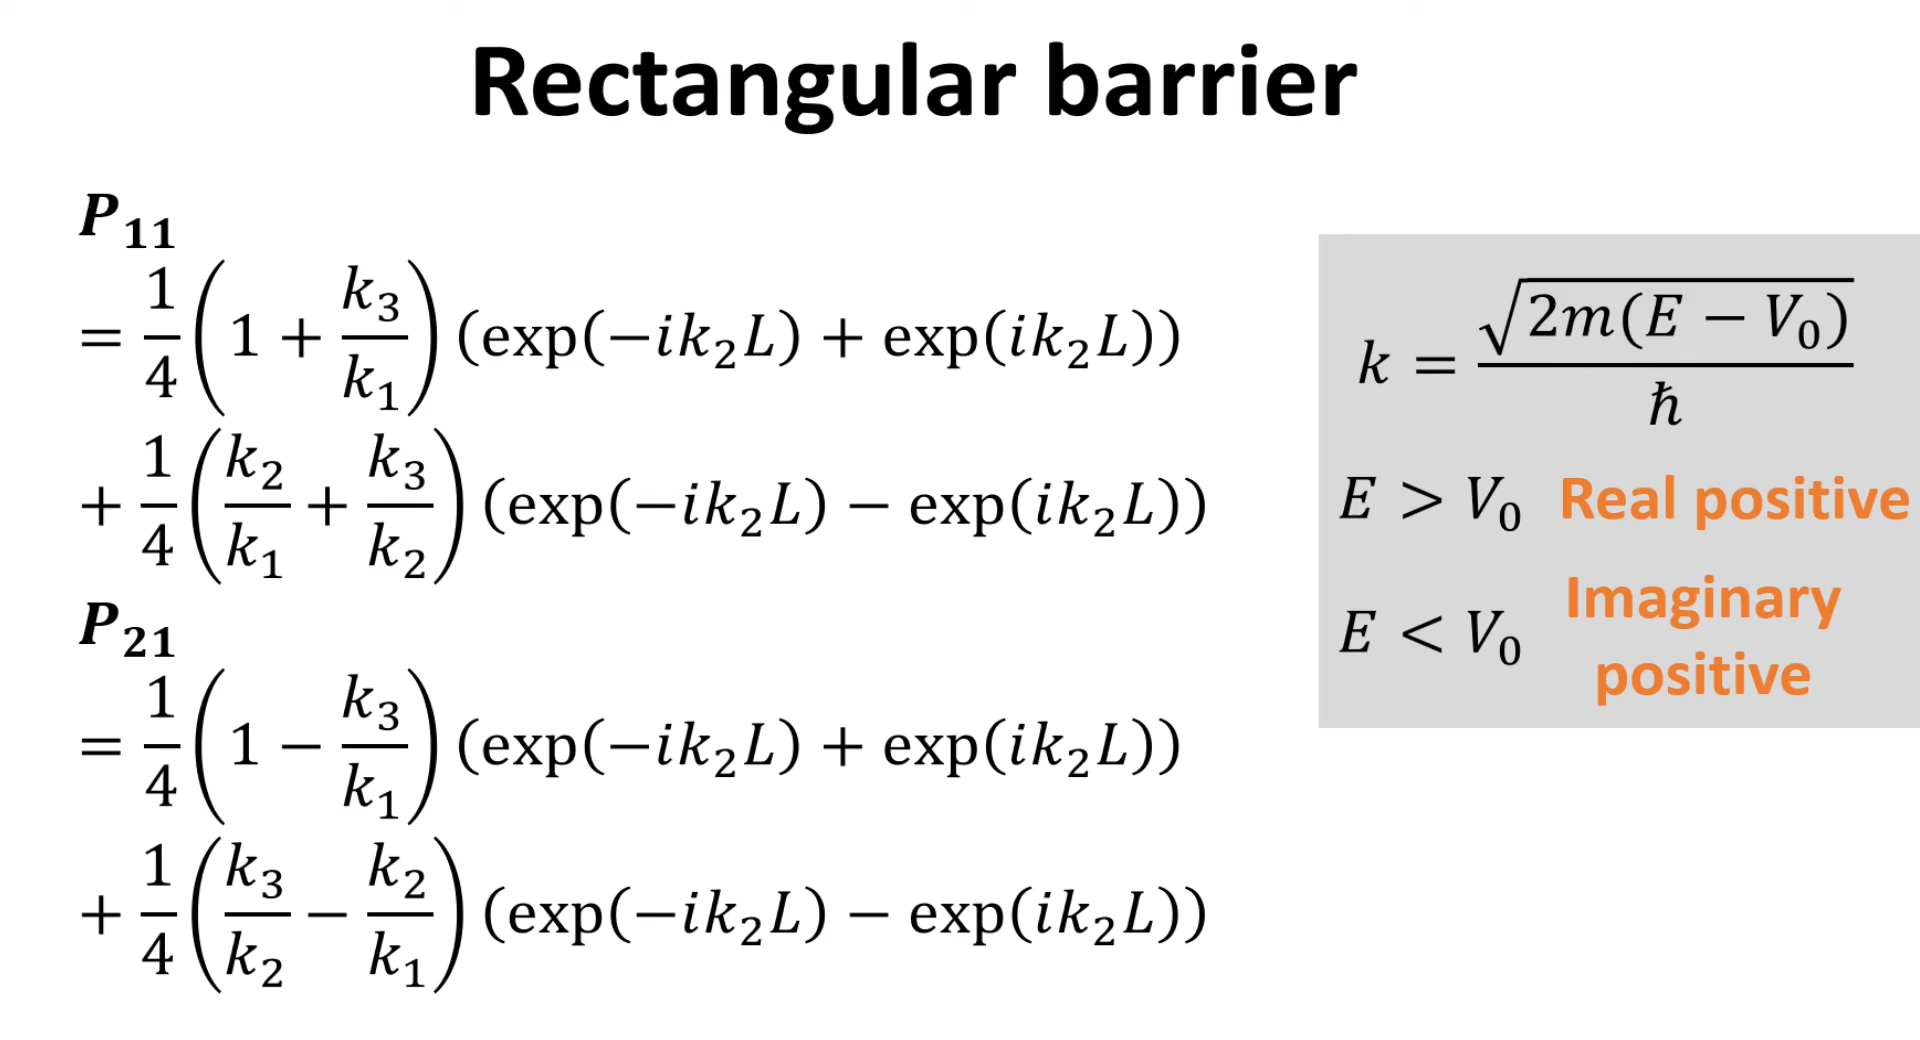 Rectangular barrier
P₁₁
= 1/4 (1 + k₃/k₁) (exp(−ik₂L) + exp(ik₂L))
+ 1/4 (k₂/k₁ + k₃/k₂) (exp(−ik₂L) − exp(ik₂L))
P₂₁
= 1/4 (1 − k₃/k₁) (exp(−ik₂L) + exp(ik₂L))
+ 1/4 (k₃/k₂ − k₂/k₁) (exp(−ik₂L) − exp(ik₂L))
k = √(2m(E − V₀)) / ħ
E > V₀ Real positive
E < V₀ Imaginary
positive